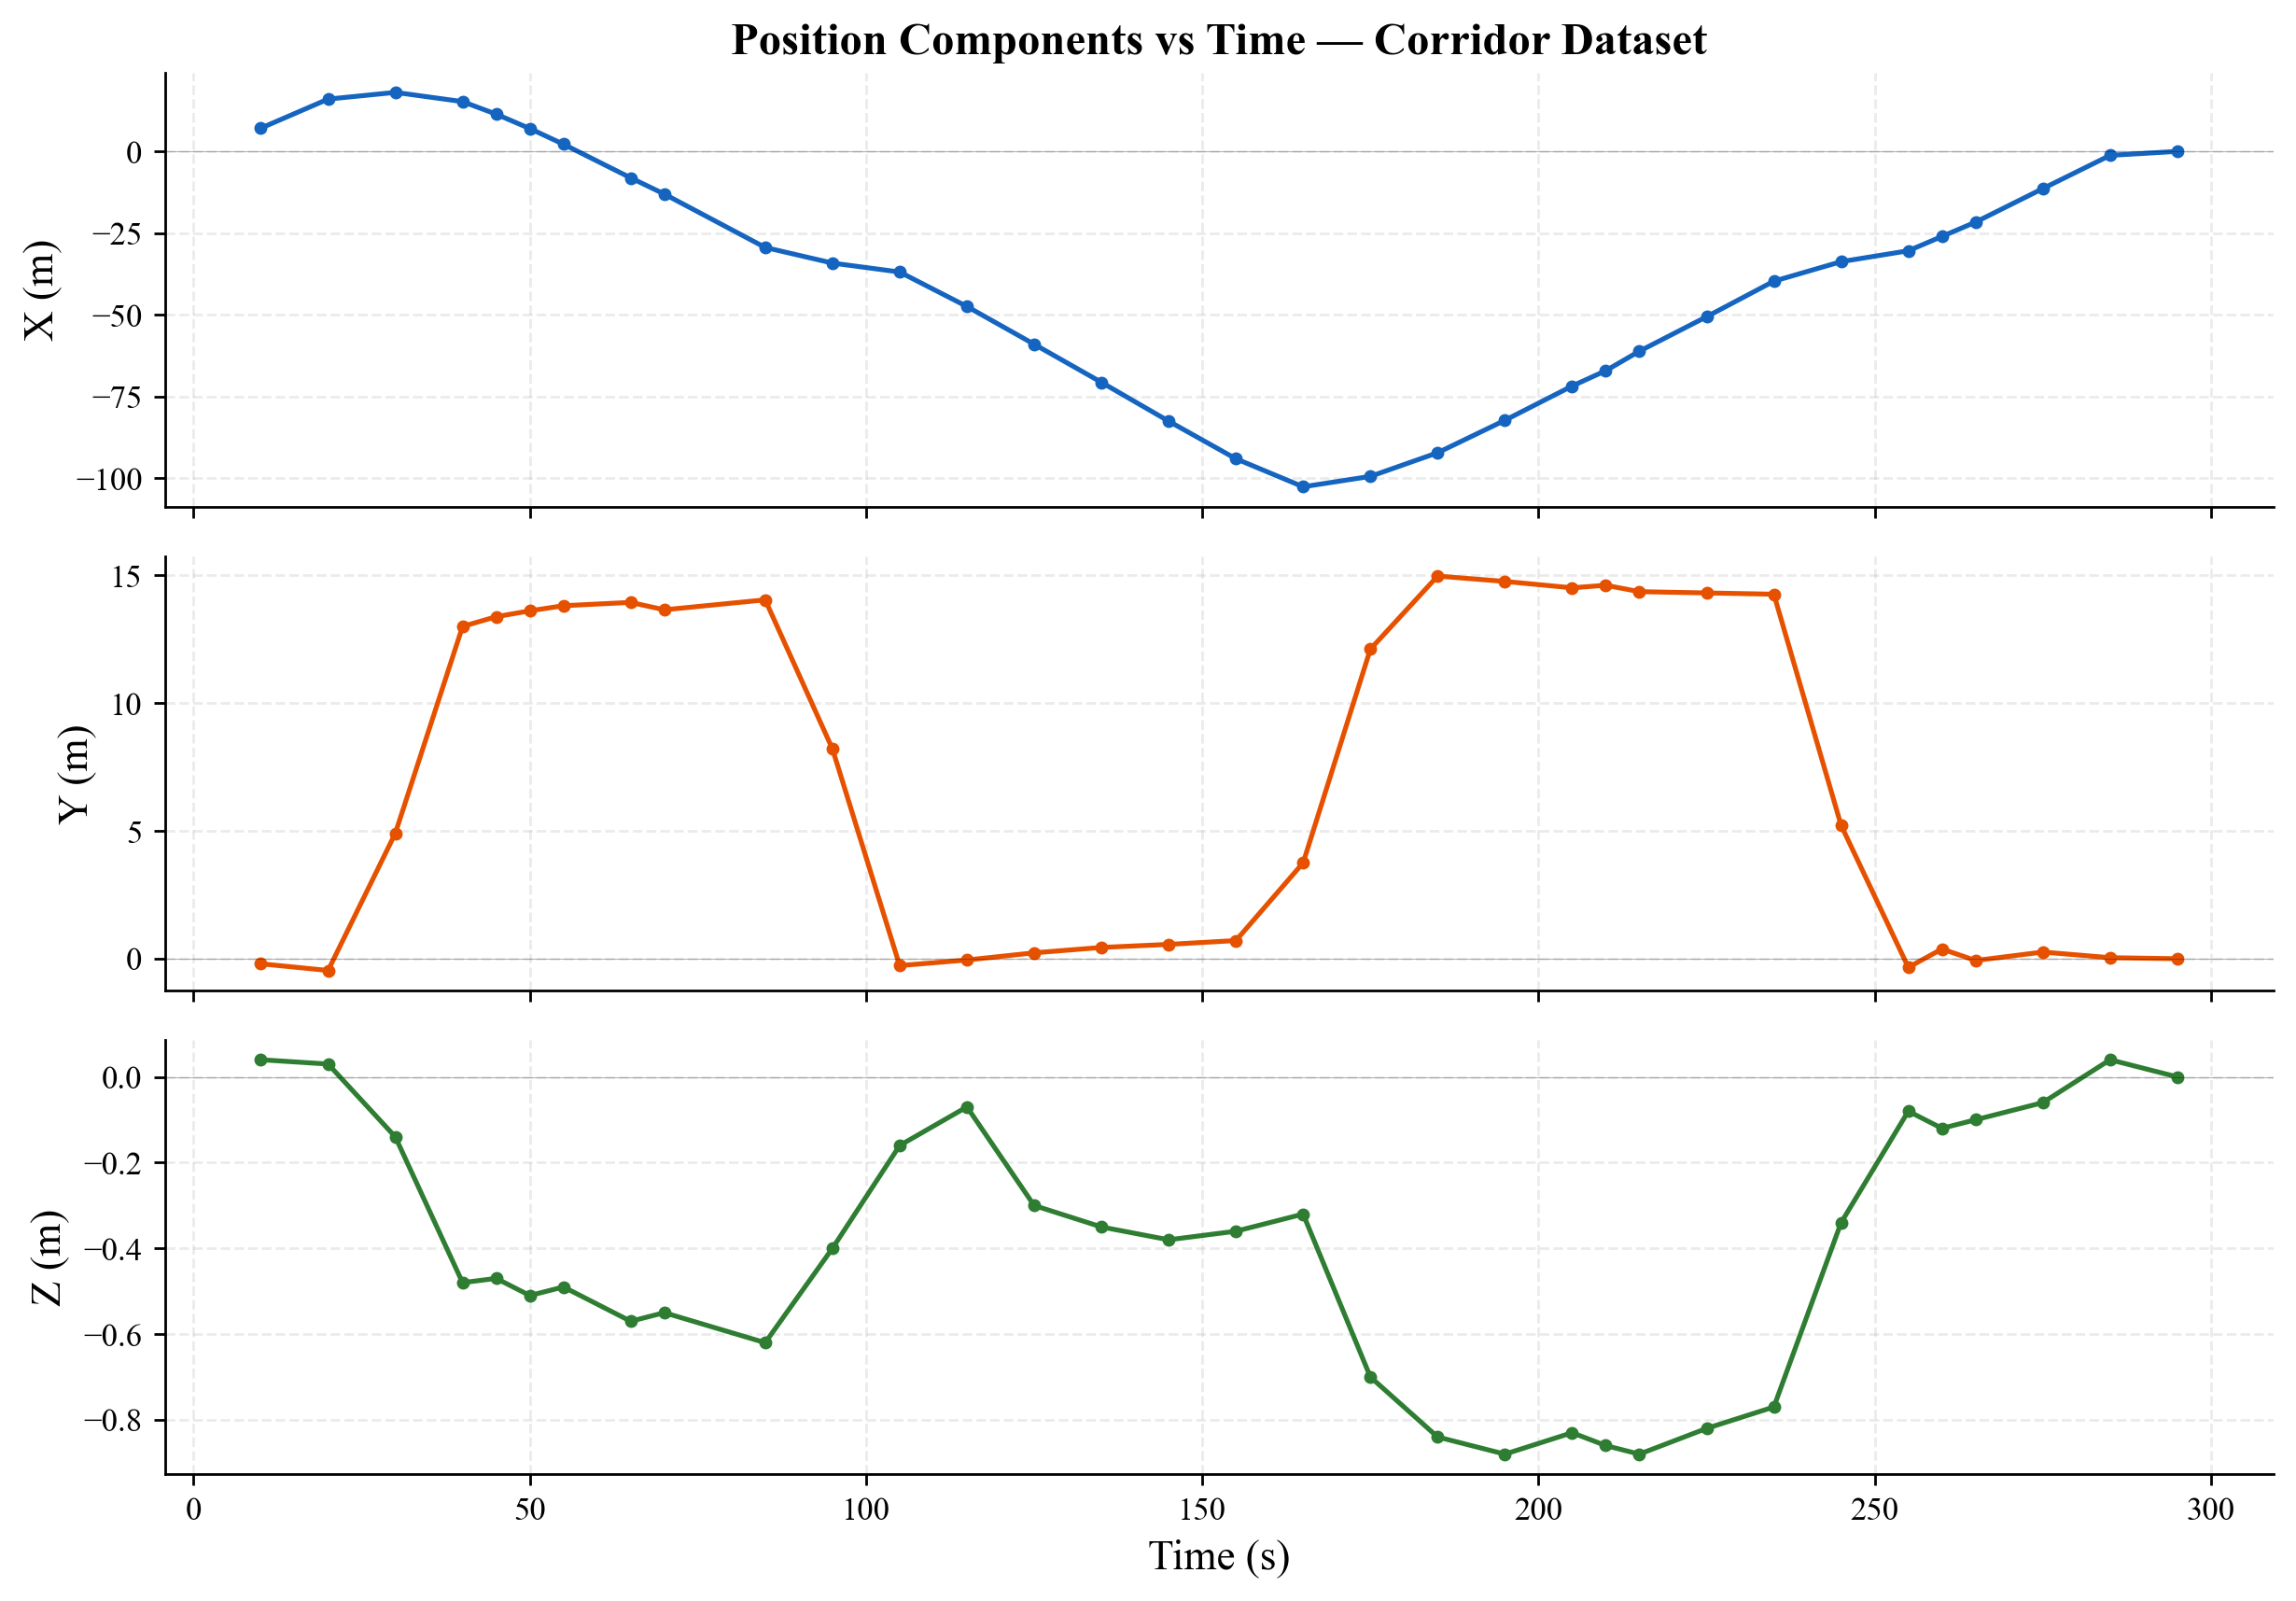 Position Components vs Time — Corridor Dataset
X (m)
0
−25
−50
−75
−100
Y (m)
15
10
5
0
Z (m)
0.0
−0.2
−0.4
−0.6
−0.8
0 50 100 150 200 250 300
Time (s)